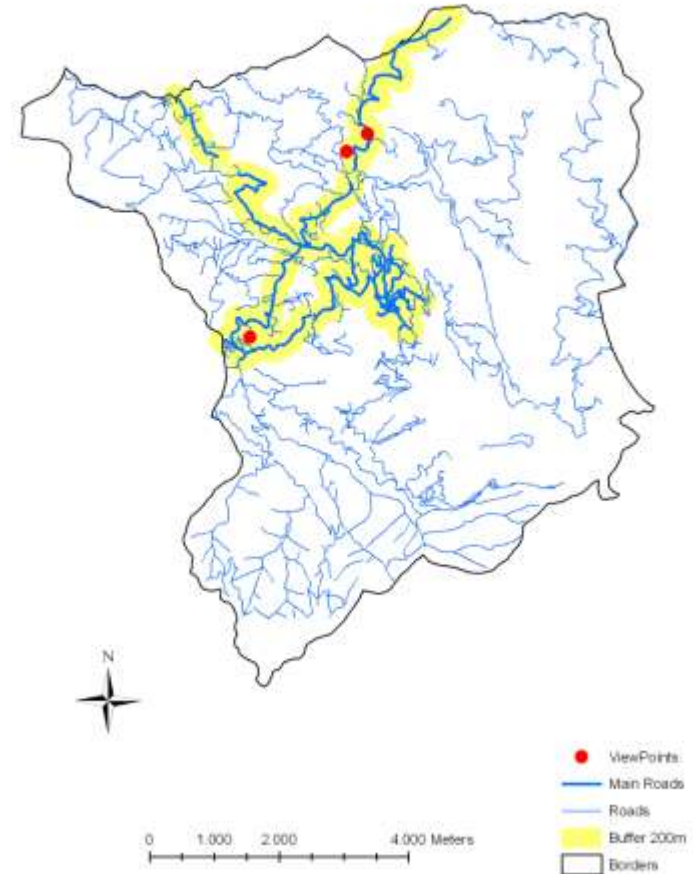 N
ViewPoints
Main Roads
Roads
Buffer 200m
Borders
0 1.000 2.000 4.000 Meters